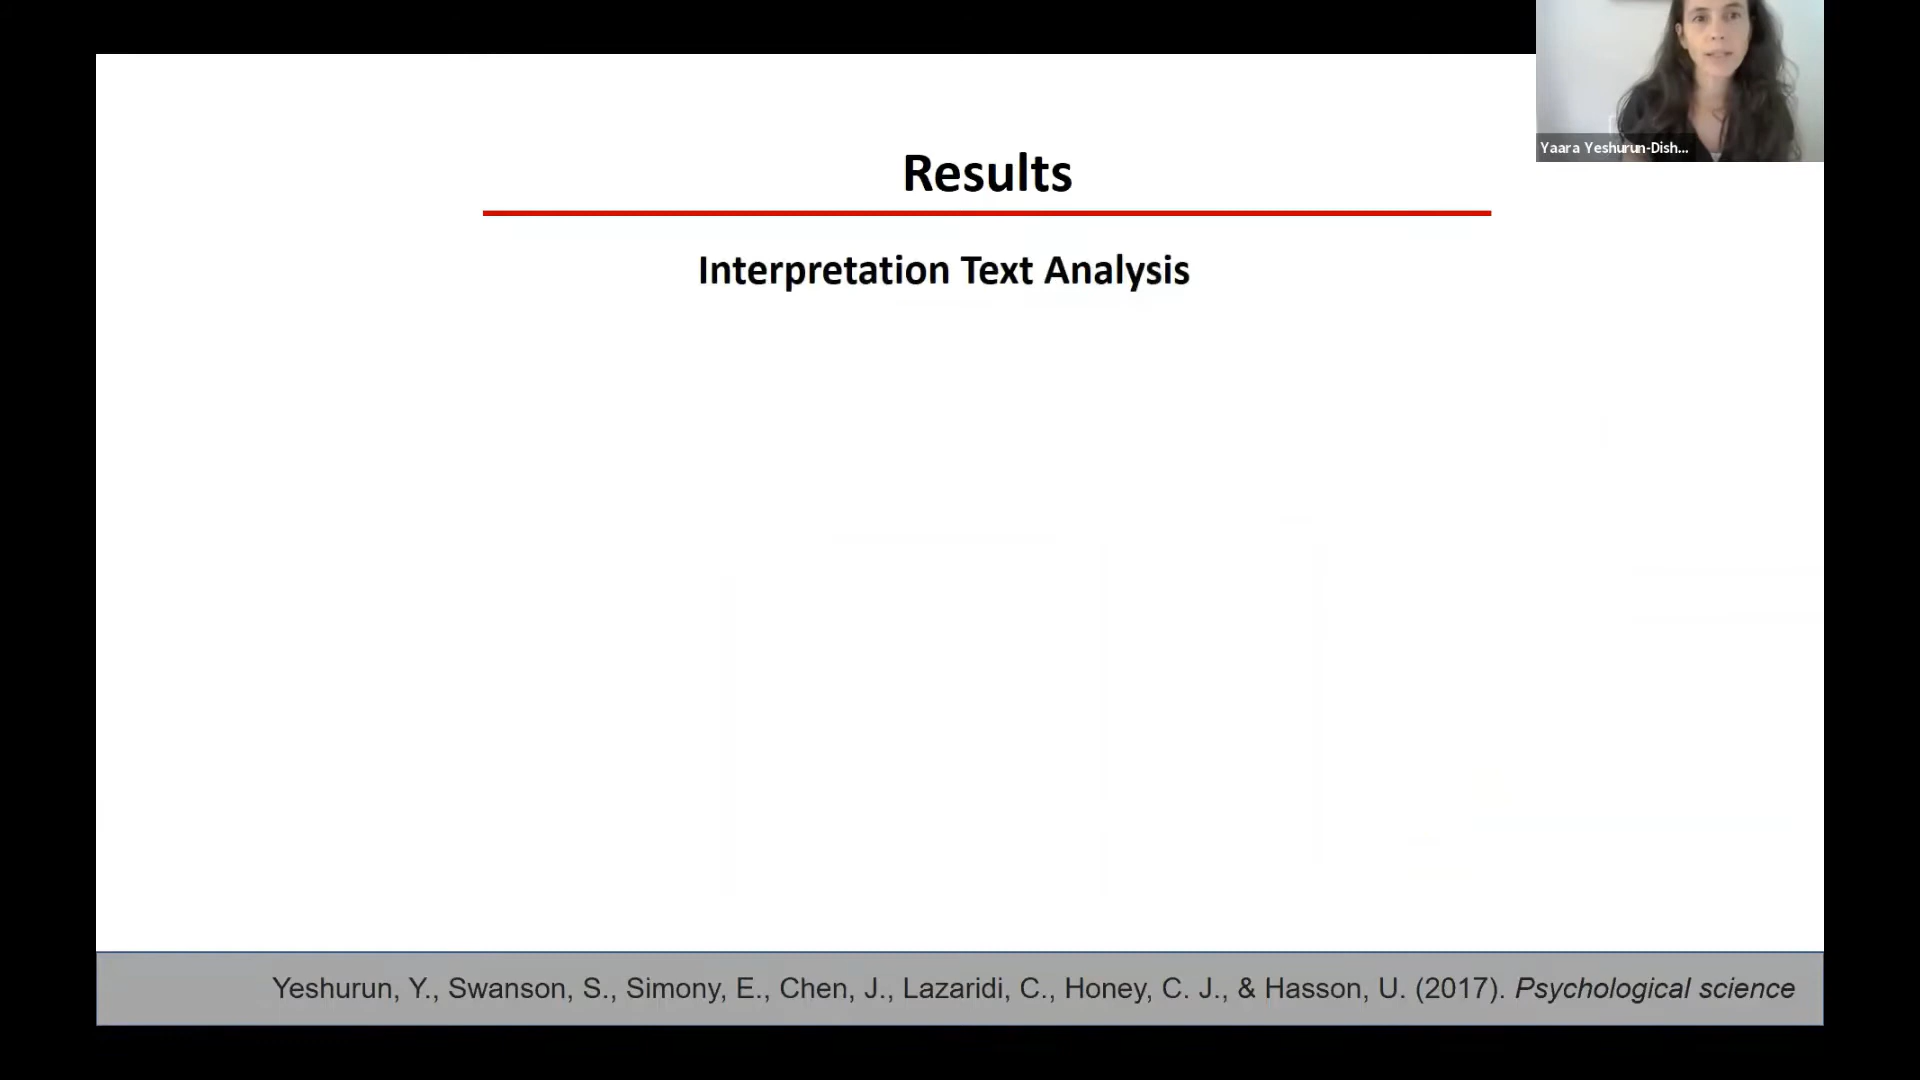 Yaara Yeshurun-Dish...
Results
Interpretation Text Analysis
Yeshurun, Y., Swanson, S., Simony, E., Chen, J., Lazaridi, C., Honey, C. J., & Hasson, U. (2017). Psychological science